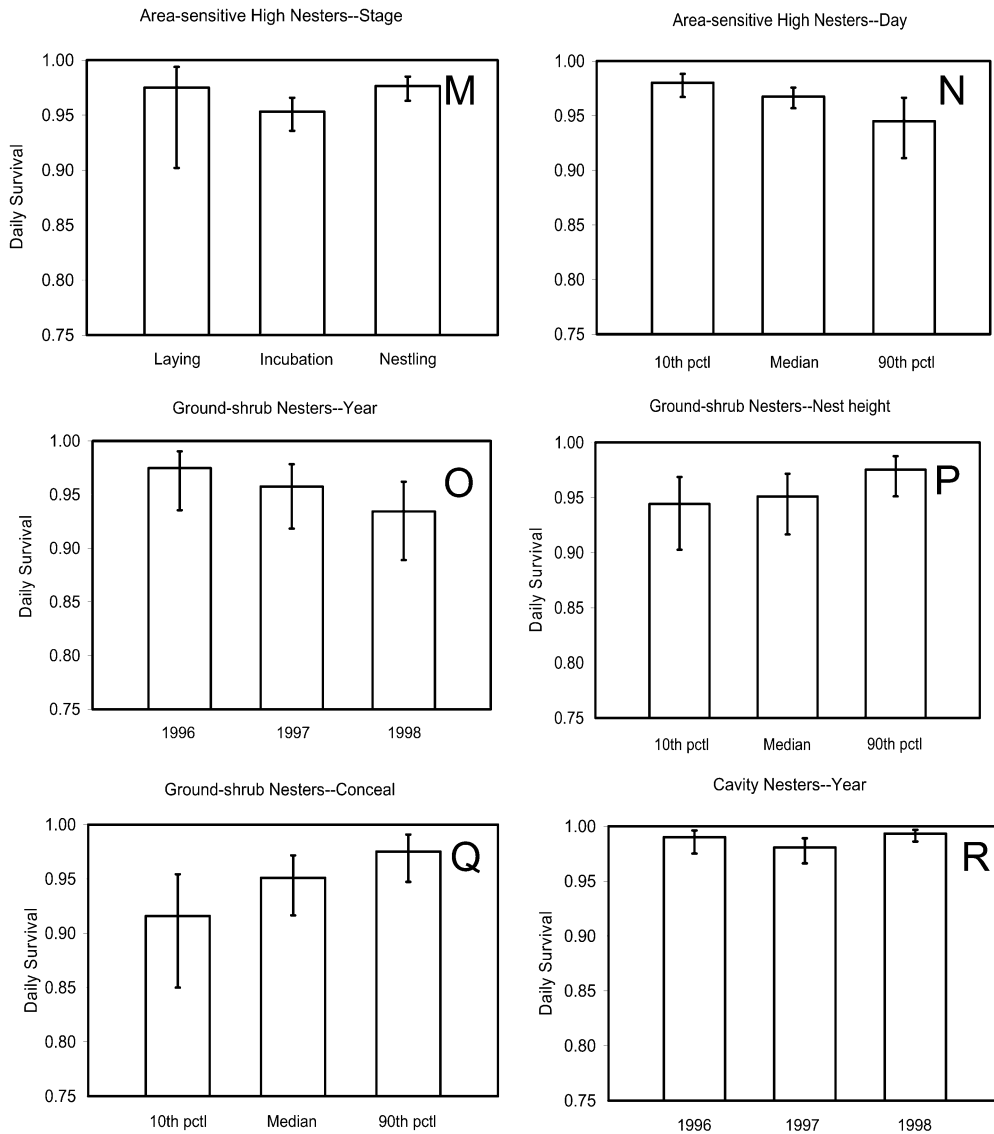 Area-sensitive High Nesters--Stage
1.00
0.95
0.90
0.85
0.80
0.75
Daily Survival
M
Laying Incubation Nestling
Area-sensitive High Nesters--Day
1.00
0.95
0.90
0.85
0.80
0.75
N
10th pctl Median 90th pctl
Ground-shrub Nesters--Year
1.00
0.95
0.90
0.85
0.80
0.75
Daily Survival
O
1996 1997 1998
Ground-shrub Nesters--Nest height
1.00
0.95
0.90
0.85
0.80
0.75
Daily Survival
P
10th pctl Median 90th pctl
Ground-shrub Nesters--Conceal
1.00
0.95
0.90
0.85
0.80
0.75
Daily Survival
Q
10th pctl Median 90th pctl
Cavity Nesters--Year
1.00
0.95
0.90
0.85
0.80
0.75
Daily Survival
R
1996 1997 1998